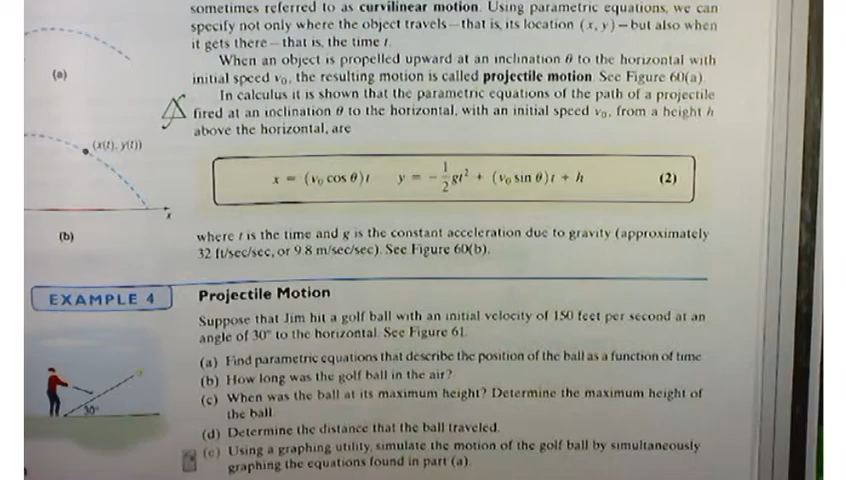 sometimes referred to as curvilinear motion. Using parametric equations, we can
specify not only where the object travels—that is, its location (x, y)—but also when
it gets there—that is, the time t.
When an object is propelled upward at an inclination θ to the horizontal with
initial speed v₀, the resulting motion is called projectile motion. See Figure 60(a).
In calculus it is shown that the parametric equations of the path of a projectile
fired at an inclination θ to the horizontal, with an initial speed v₀, from a height h
above the horizontal, are
x = (v₀ cos θ)t    y = −1/2 gt² + (v₀ sin θ)t + h    (2)
where t is the time and g is the constant acceleration due to gravity (approximately
32 ft/sec/sec, or 9.8 m/sec/sec). See Figure 60(b).
(a)
(x(t), y(t))
x
(b)
EXAMPLE 4
Projectile Motion
Suppose that Jim hit a golf ball with an initial velocity of 150 feet per second at an
angle of 30° to the horizontal. See Figure 61.
(a) Find parametric equations that describe the position of the ball as a function of time.
(b) How long was the golf ball in the air?
(c) When was the ball at its maximum height? Determine the maximum height of
the ball.
(d) Determine the distance that the ball traveled.
(e) Using a graphing utility, simulate the motion of the golf ball by simultaneously
graphing the equations found in part (a).
30°